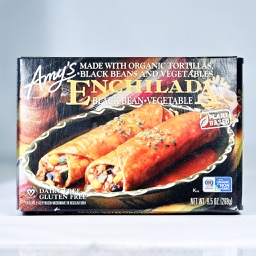 Amy's
MADE WITH ORGANIC TORTILLAS,
BLACK BEANS AND VEGETABLES
ENCHILADA
BLACK BEAN • VEGETABLE
PLANT
BASED
DAIRY FREE
GLUTEN FREE
NET WT. 9.5 OZ. (269g)